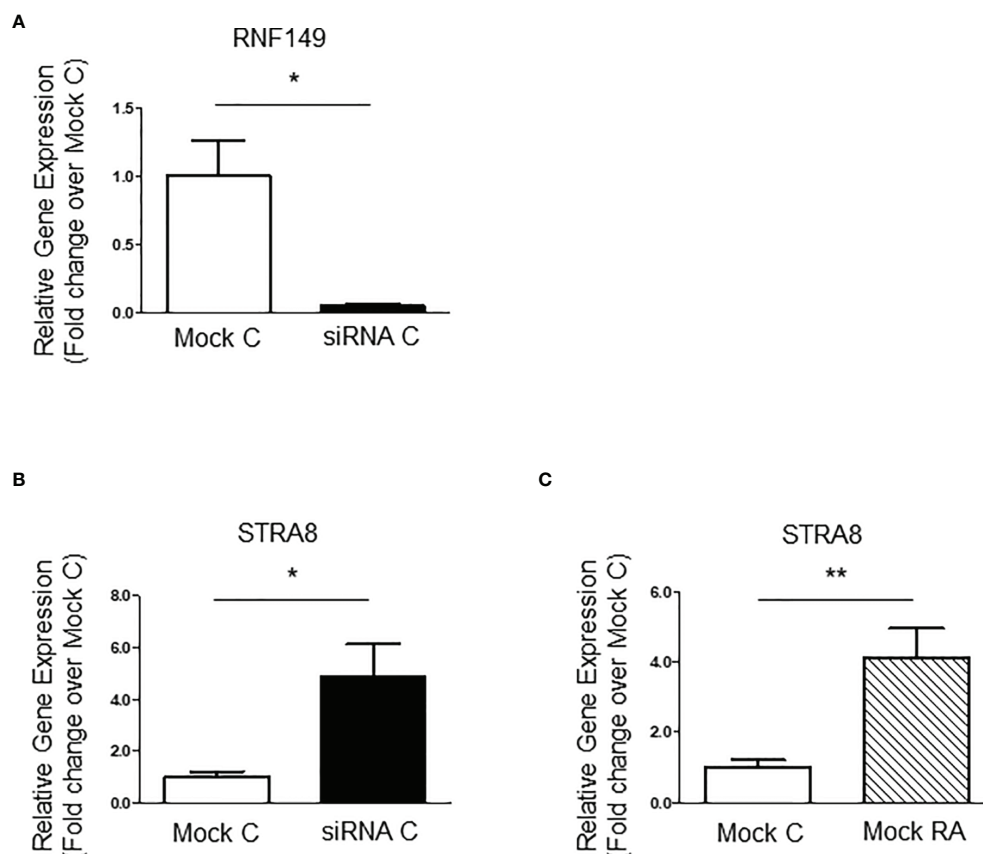 A
RNF149
*
Relative Gene Expression
(Fold change over Mock C)
1.5
1.0
0.5
0.0
Mock C
siRNA C
B
STRA8
*
Relative Gene Expression
(Fold change over Mock C)
8.0
6.0
4.0
2.0
0.0
Mock C
siRNA C
C
STRA8
**
Relative Gene Expression
(Fold change over Mock C)
6.0
4.0
2.0
0.0
Mock C
Mock RA